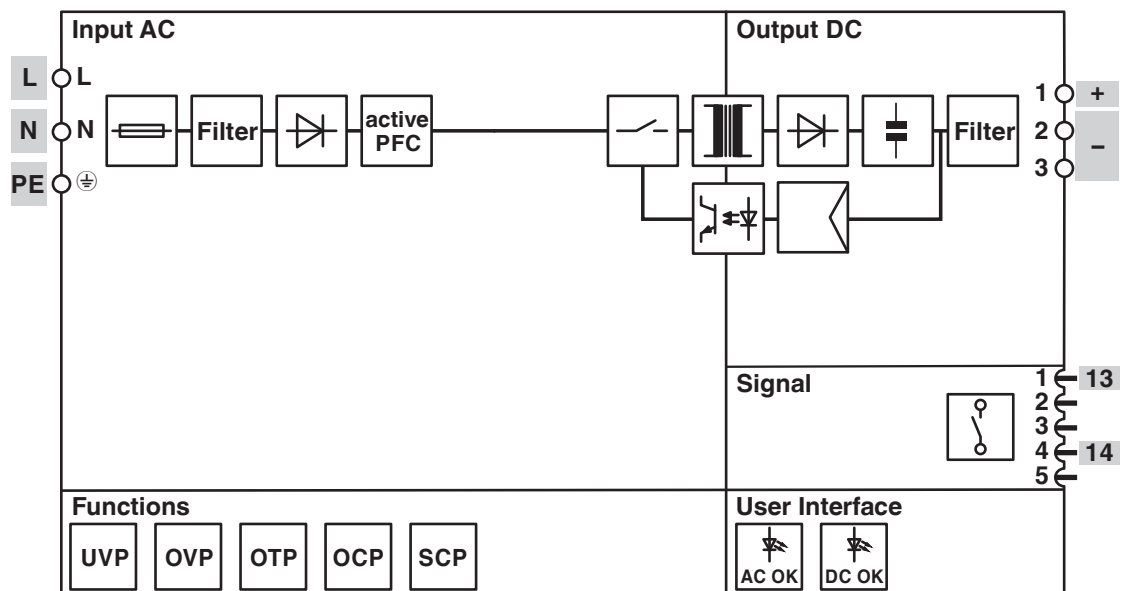 Input AC
Output DC
L
L
N
N
PE
Filter
active
PFC
Filter
1
+
2
3
–
Signal
1
13
2
3
4
14
5
Functions
UVP
OVP
OTP
OCP
SCP
User Interface
AC OK
DC OK